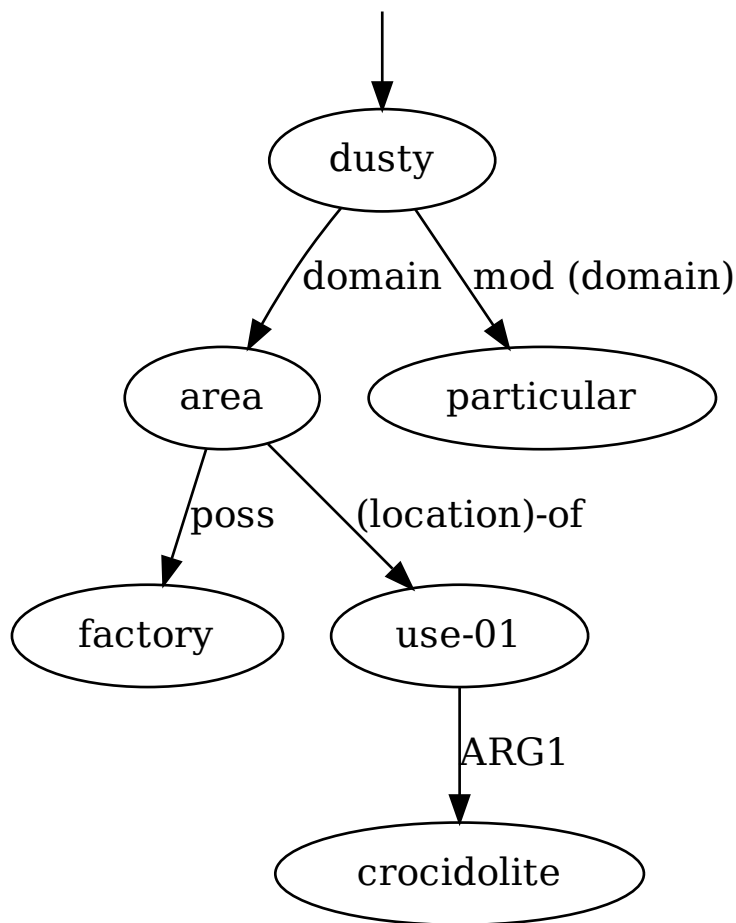 dusty
domain
mod (domain)
area
particular
poss
(location)-of
factory
use-01
ARG1
crocidolite